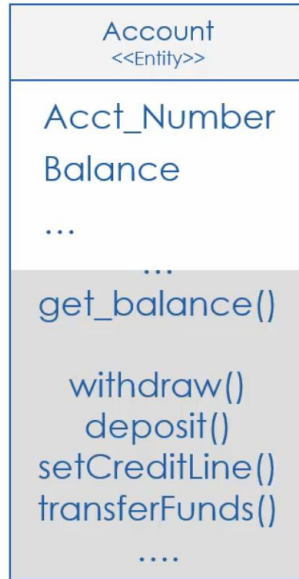 Account
<<Entity>>
Acct_Number
Balance
...
...
get_balance()
withdraw()
deposit()
setCreditLine()
transferFunds()
....